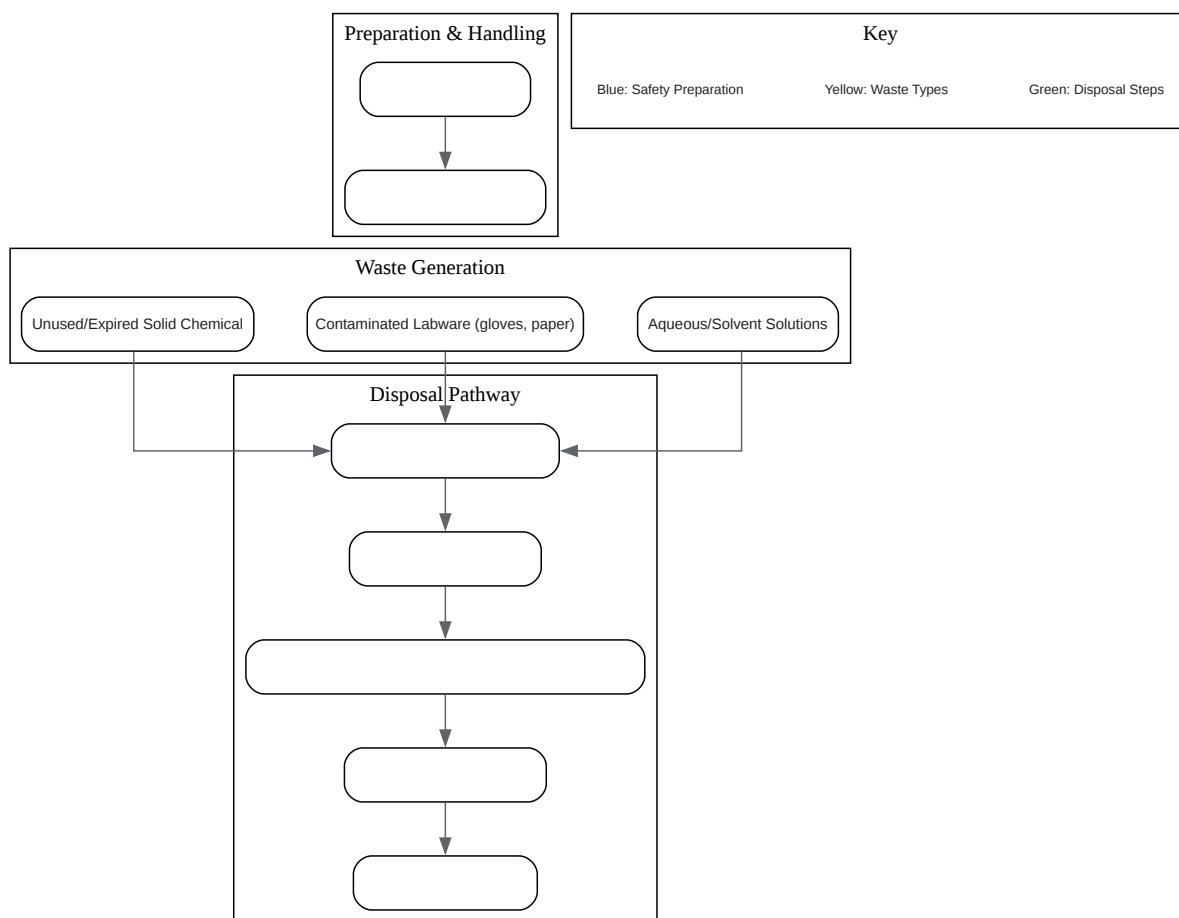 Preparation & Handling
Key
Blue: Safety Preparation
Yellow: Waste Types
Green: Disposal Steps
Waste Generation
Unused/Expired Solid Chemical
Contaminated Labware (gloves, paper)
Aqueous/Solvent Solutions
Disposal Pathway